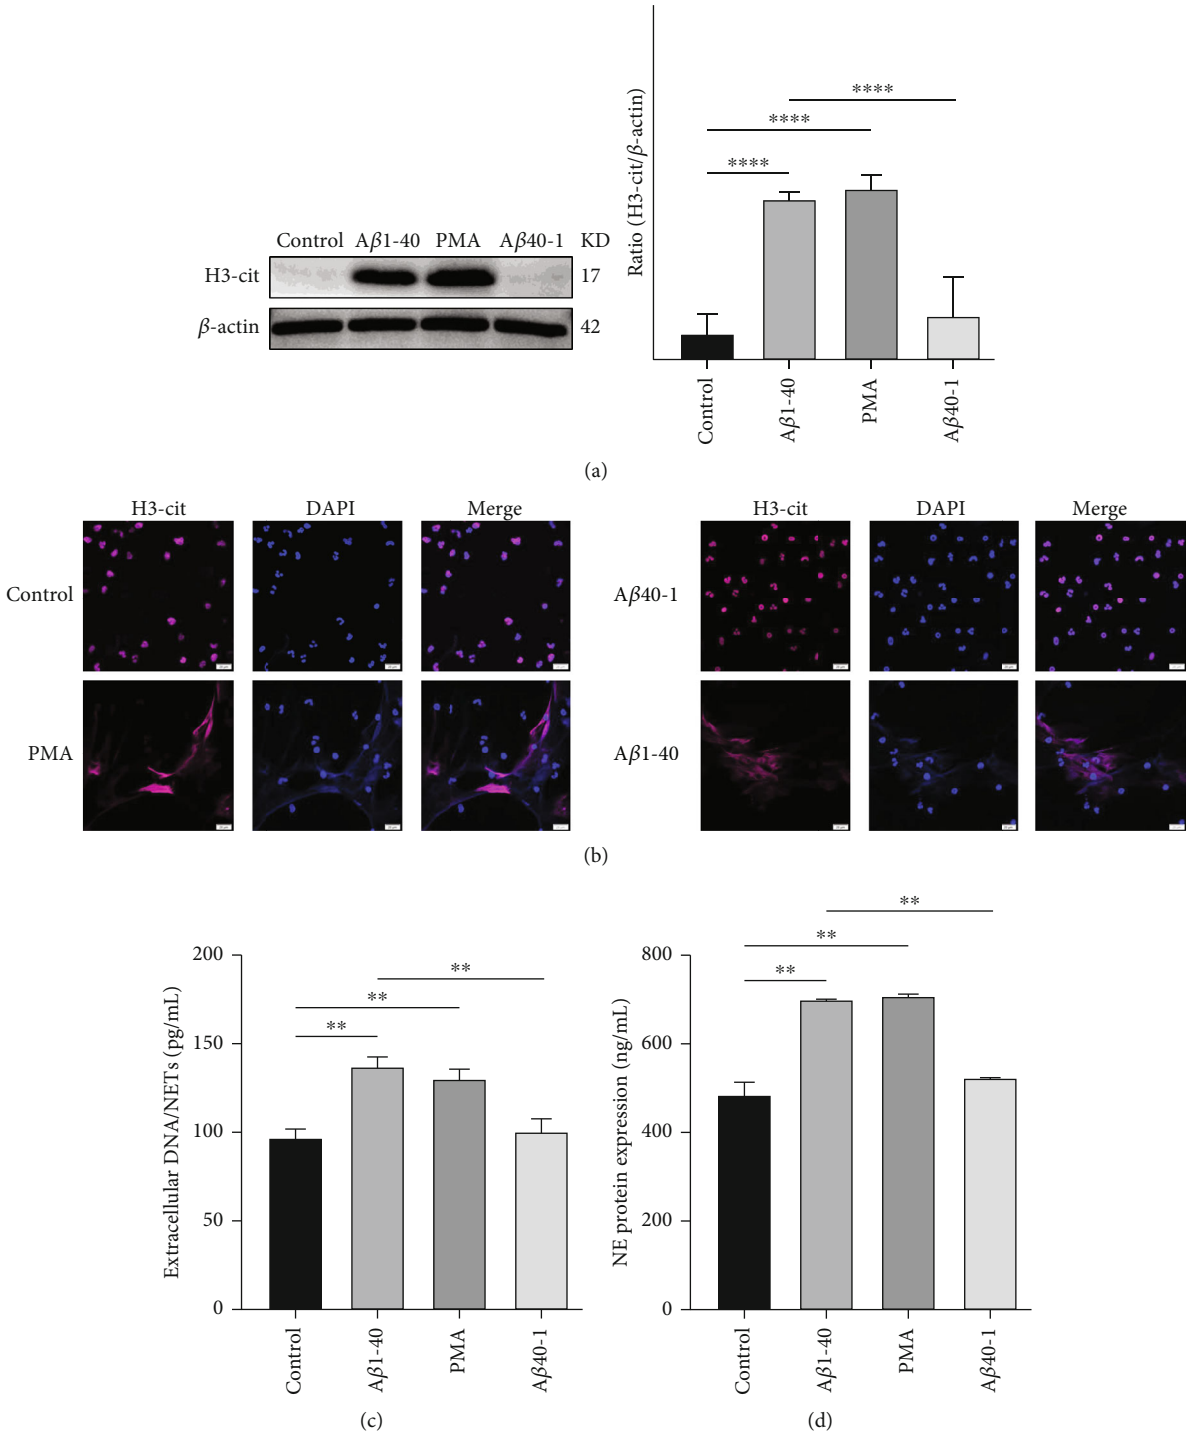 Control Aβ1-40 PMA Aβ40-1 KD
H3-cit 17
β-actin 42
Ratio (H3-cit/β-actin)
****
****
****
Control
Aβ1-40
PMA
Aβ40-1
(a)
H3-cit DAPI Merge
Control
PMA
H3-cit DAPI Merge
Aβ40-1
Aβ1-40
(b)
Extracellular DNA/NETs (pg/mL)
200
150
100
50
0
**
**
**
Control
Aβ1-40
PMA
Aβ40-1
(c)
NE protein expression (ng/mL)
800
600
400
200
0
**
**
**
Control
Aβ1-40
PMA
Aβ40-1
(d)